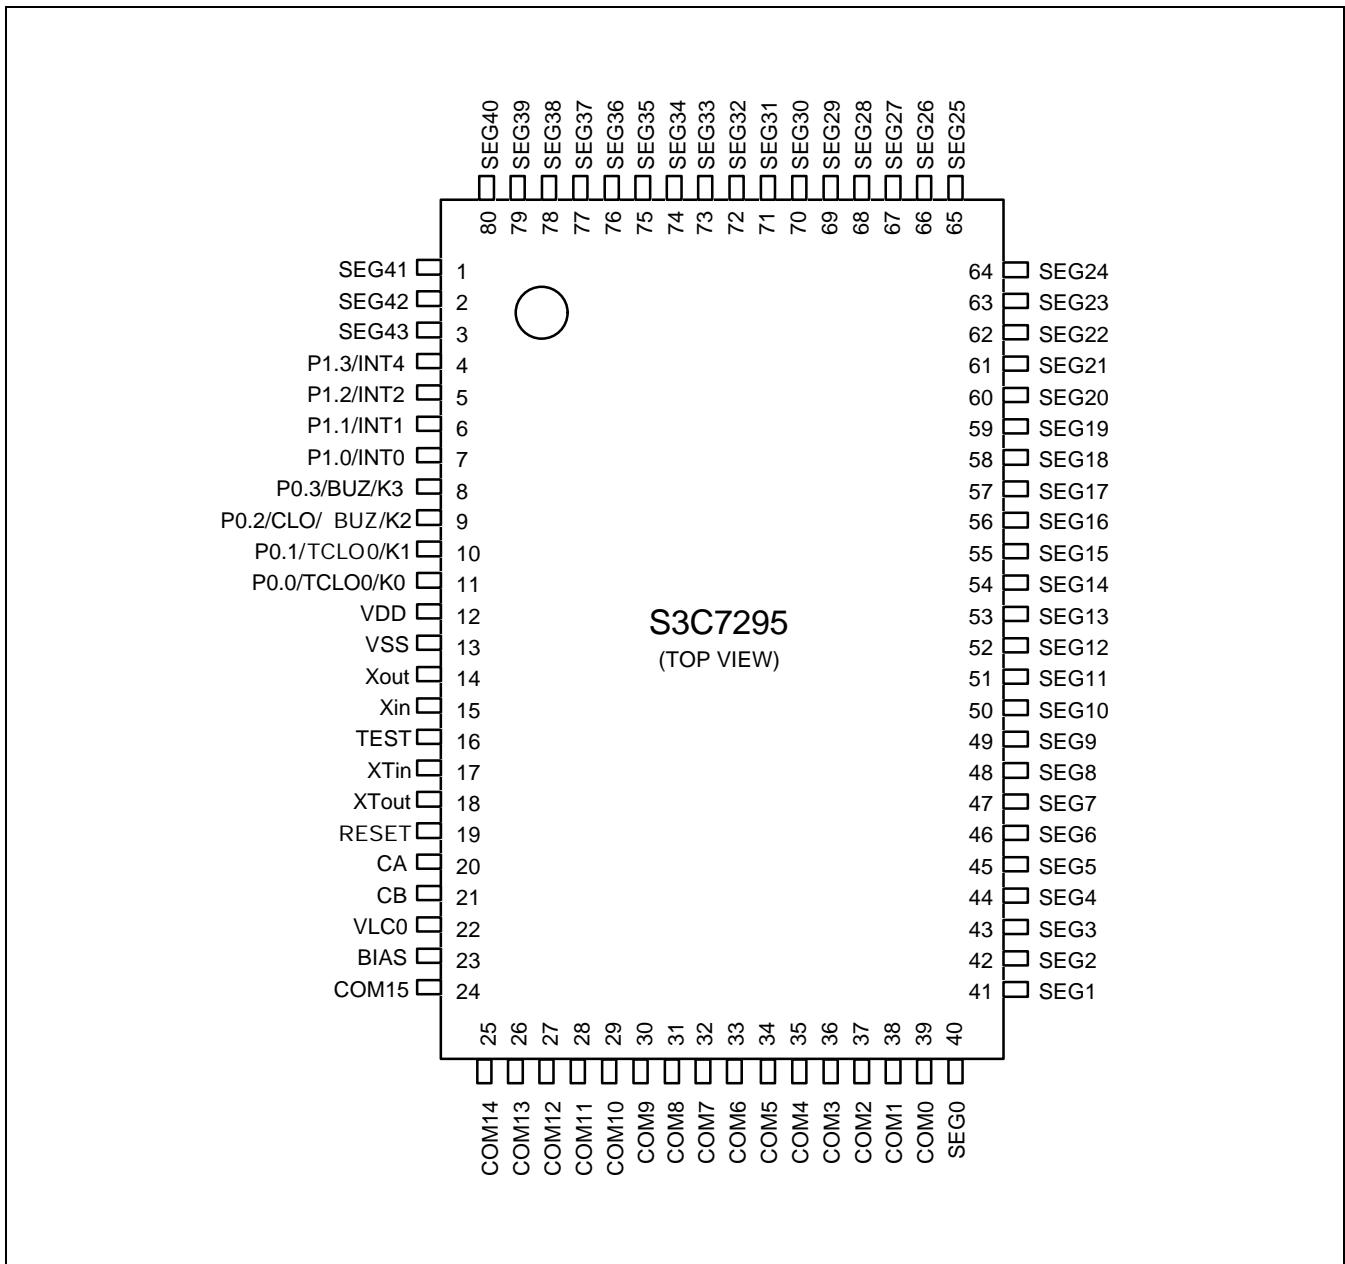 SEG40
SEG39
SEG38
SEG37
SEG36
SEG35
SEG34
SEG33
SEG32
SEG31
SEG30
SEG29
SEG28
SEG27
SEG26
SEG25
80
79
78
77
76
75
74
73
72
71
70
69
68
67
66
65
SEG41 1
SEG42 2
SEG43 3
P1.3/INT4 4
P1.2/INT2 5
P1.1/INT1 6
P1.0/INT0 7
P0.3/BUZ/K3 8
P0.2/CLO/ BUZ/K2 9
P0.1/TCLO0/K1 10
P0.0/TCLO0/K0 11
VDD 12
VSS 13
Xout 14
Xin 15
TEST 16
XTin 17
XTout 18
RESET 19
CA 20
CB 21
VLC0 22
BIAS 23
COM15 24
S3C7295
(TOP VIEW)
64 SEG24
63 SEG23
62 SEG22
61 SEG21
60 SEG20
59 SEG19
58 SEG18
57 SEG17
56 SEG16
55 SEG15
54 SEG14
53 SEG13
52 SEG12
51 SEG11
50 SEG10
49 SEG9
48 SEG8
47 SEG7
46 SEG6
45 SEG5
44 SEG4
43 SEG3
42 SEG2
41 SEG1
25
26
27
28
29
30
31
32
33
34
35
36
37
38
39
40
COM14
COM13
COM12
COM11
COM10
COM9
COM8
COM7
COM6
COM5
COM4
COM3
COM2
COM1
COM0
SEG0